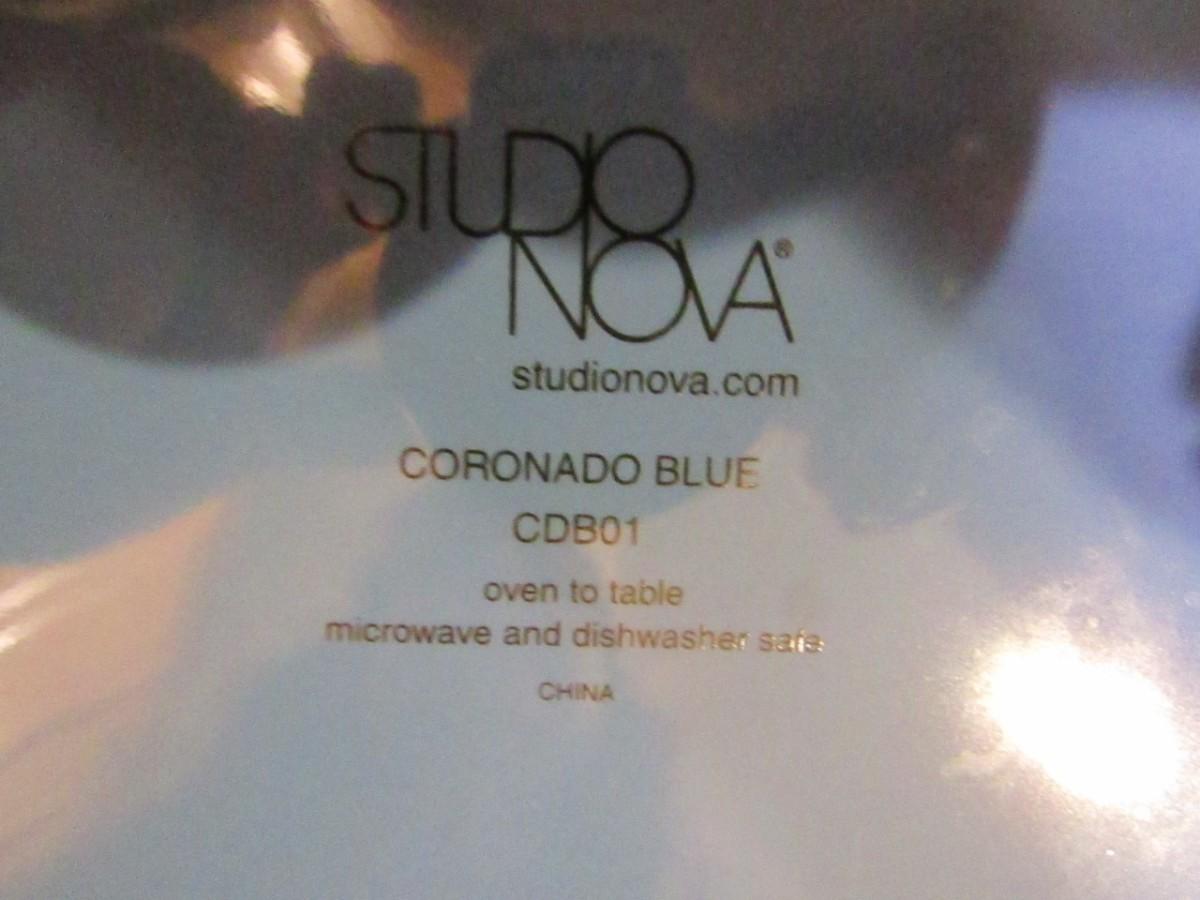 STUDIO
NOVA®
studionova.com
CORONADO BLUE
CDB01
oven to table
microwave and dishwasher safe
CHINA